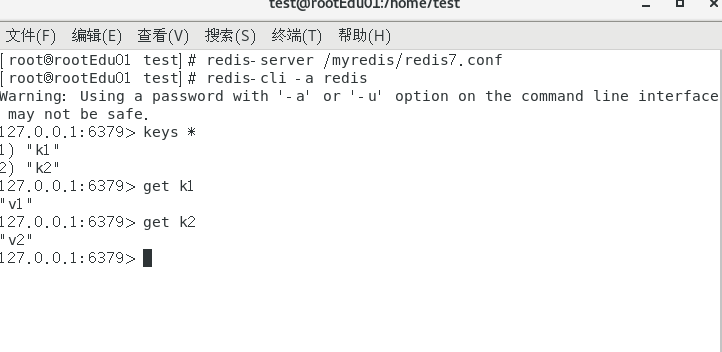 test@rootEdu01:/home/test
文件(F) 编辑(E) 查看(V) 搜索(S) 终端(T) 帮助(H)
[root@rootEdu01 test]# redis-server /myredis/redis7.conf
[root@rootEdu01 test]# redis-cli -a redis
Warning: Using a password with '-a' or '-u' option on the command line interface
may not be safe.
127.0.0.1:6379> keys *
1) "k1"
2) "k2"
127.0.0.1:6379> get k1
"v1"
127.0.0.1:6379> get k2
"v2"
127.0.0.1:6379>